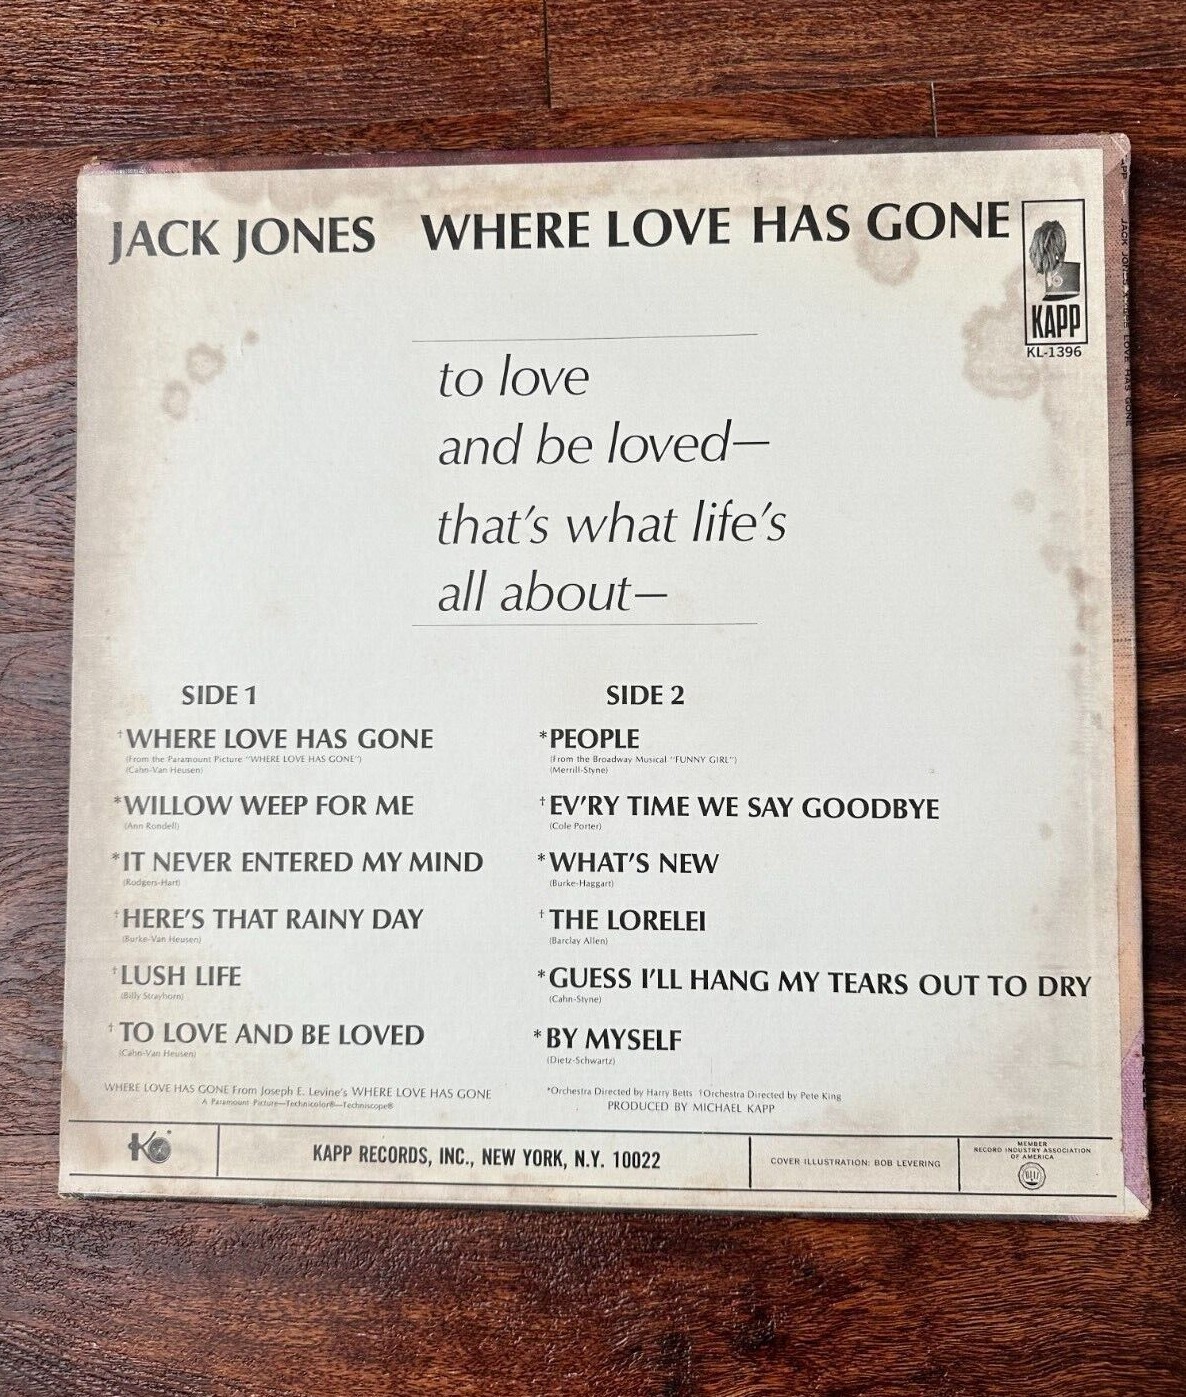 JACK JONES WHERE LOVE HAS GONE
KAPP
KL-1396
JACK JONES WHERE LOVE HAS GONE
to love
and be loved—
that's what life's
all about—
SIDE 1
†WHERE LOVE HAS GONE
(From the Paramount Picture "WHERE LOVE HAS GONE")
(Cahn-Van Heusen)
*WILLOW WEEP FOR ME
(Ann Rondell)
*IT NEVER ENTERED MY MIND
(Rodgers-Hart)
†HERE'S THAT RAINY DAY
(Burke-Van Heusen)
†LUSH LIFE
(Billy Strayhorn)
†TO LOVE AND BE LOVED
(Cahn-Van Heusen)
WHERE LOVE HAS GONE From Joseph E. Levine's WHERE LOVE HAS GONE
A Paramount Picture—Technicolor®—Techniscope®
SIDE 2
*PEOPLE
(From the Broadway Musical "FUNNY GIRL")
(Merrill-Styne)
†EV'RY TIME WE SAY GOODBYE
(Cole Porter)
*WHAT'S NEW
(Burke-Haggart)
†THE LORELEI
(Barclay Allen)
*GUESS I'LL HANG MY TEARS OUT TO DRY
(Cahn-Styne)
*BY MYSELF
(Dietz-Schwartz)
*Orchestra Directed by Harry Betts †Orchestra Directed by Pete King
PRODUCED BY MICHAEL KAPP
KAPP RECORDS, INC., NEW YORK, N.Y. 10022
COVER ILLUSTRATION: BOB LEVERING
MEMBER
RECORD INDUSTRY ASSOCIATION
OF AMERICA